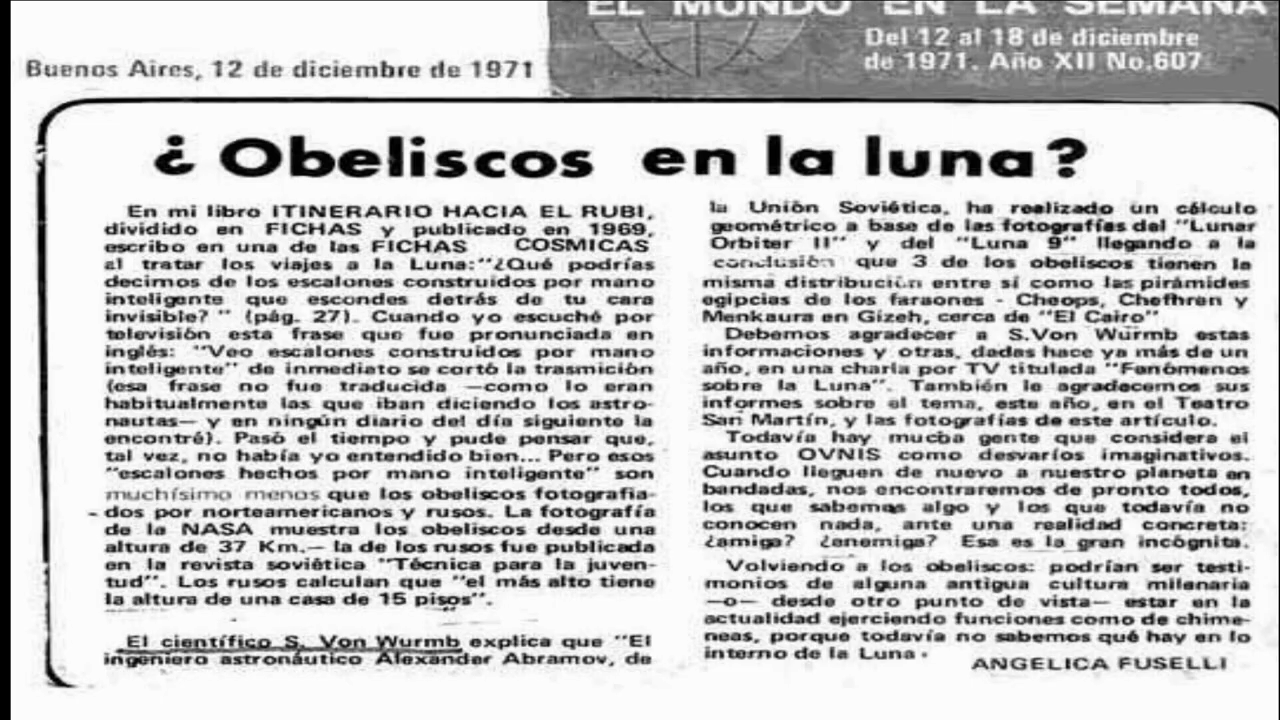 EL MUNDO EN LA SEMANA
Del 12 al 18 de diciembre
de 1971. Año XII No.607
Buenos Aires, 12 de diciembre de 1971
¿Obeliscos en la luna?
En mi libro ITINERARIO HACIA EL RUBI,
dividido en FICHAS y publicado en 1969,
escribo en una de las FICHAS COSMICAS
al tratar los viajes a la Luna:"¿Qué podrías
decirnos de los escalones construídos por mano
inteligente que escondes detrás de tu cara
invisible? " (pág. 27). Cuando yo escuché por
televisión esta frase que fue pronunciada en
inglés: "Veo escalones construídos por mano
inteligente" de inmediato se cortó la trasmición
(esa frase no fue traducida —como lo eran
habitualmente las que iban diciendo los astro-
nautas— y en ningún diario del día siguiente la
encontré). Pasó el tiempo y pude pensar que,
tal vez, no había yo entendido bien... Pero esos
"escalones hechos por mano inteligente" son
muchísimo menos que los obeliscos fotografia-
dos por norteamericanos y rusos. La fotografía
de la NASA muestra los obeliscos desde una
altura de 37 Km.— la de los rusos fue publicada
en la revista soviética "Técnica para la juven-
tud". Los rusos calculan que "el más alto tiene
la altura de una casa de 15 pisos".
El científico S. Von Wurmb explica que "El
ingeniero astronáutico Alexander Abramov, de
la Unión Soviética, ha realizado un cálculo
geométrico a base de las fotografías del "Lunar
Orbiter II" y del "Luna 9" llegando a la
conclusión que 3 de los obeliscos tienen la
misma distribución entre sí como las pirámides
egipcias de los faraones - Cheops, Chefhren y
Menkaura en Gizeh, cerca de "El Cairo"
Debemos agradecer a S.Von Wurmb estas
informaciones y otras, dadas hace ya más de un
año, en una charla por TV titulada "Fenómenos
sobre la Luna". También le agradecemos sus
informes sobre el tema, este año, en el Teatro
San Martín, y las fotografías de este artículo.
Todavía hay mucha gente que considera el
asunto OVNIS como desvaríos imaginativos.
Cuando lleguen de nuevo a nuestro planeta en
bandadas, nos encontraremos de pronto todos,
los que sabemos algo y los que todavía no
conocen nada, ante una realidad concreta:
¿amiga? ¿enemiga? Esa es la gran incógnita.
Volviendo a los obeliscos: podrían ser testi-
monios de alguna antigua cultura milenaria
—o— desde otro punto de vista— estar en la
actualidad ejerciendo funciones como de chime-
neas, porque todavía no sabemos qué hay en lo
interno de la Luna.
ANGELICA FUSELLI